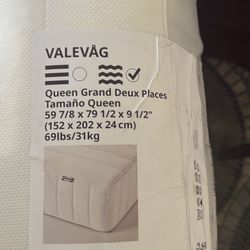 VALEVÅG
Queen Grand Deux Places
Tamaño Queen
59 7/8 x 79 1/2 x 9 1/2"
(152 x 202 x 24 cm)
69lbs/31kg